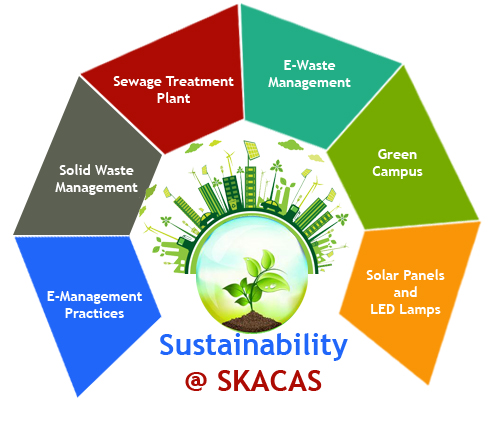 Sewage Treatment
Plant
E-Waste
Management
Solid Waste
Management
Green
Campus
E-Management
Practices
Solar Panels
and
LED Lamps
Sustainability
@ SKACAS